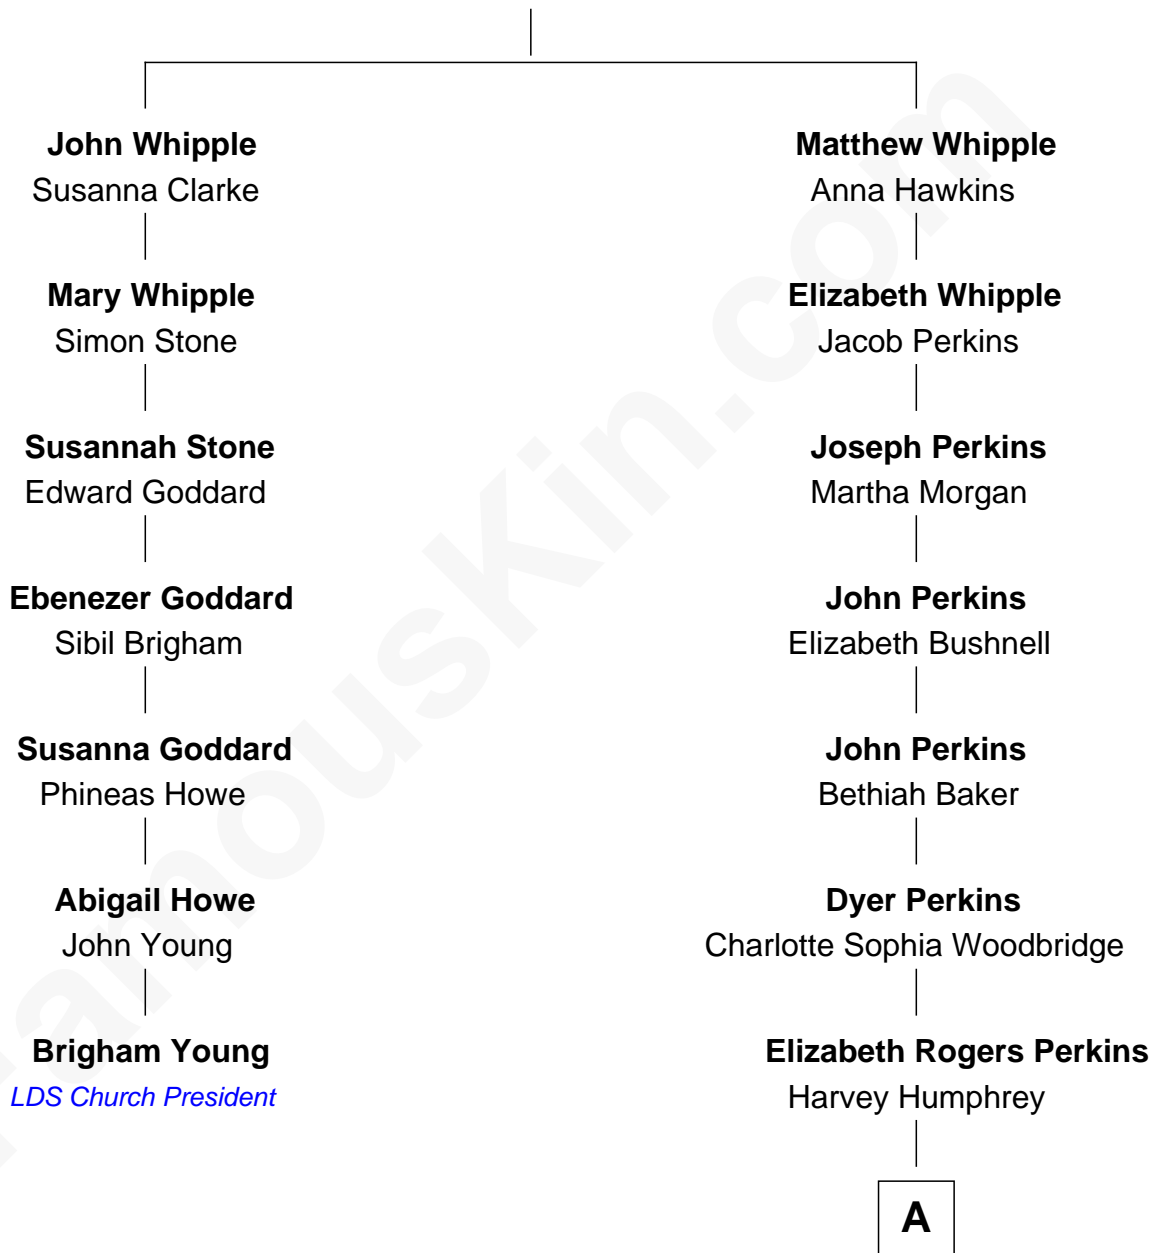 John Whipple
Susanna Clarke
Mary Whipple
Simon Stone
Susannah Stone
Edward Goddard
Ebenezer Goddard
Sibil Brigham
Susanna Goddard
Phineas Howe
Abigail Howe
John Young
Brigham Young
LDS Church President
Matthew Whipple
Anna Hawkins
Elizabeth Whipple
Jacob Perkins
Joseph Perkins
Martha Morgan
John Perkins
Elizabeth Bushnell
John Perkins
Bethiah Baker
Dyer Perkins
Charlotte Sophia Woodbridge
Elizabeth Rogers Perkins
Harvey Humphrey
A
FamousKin.com